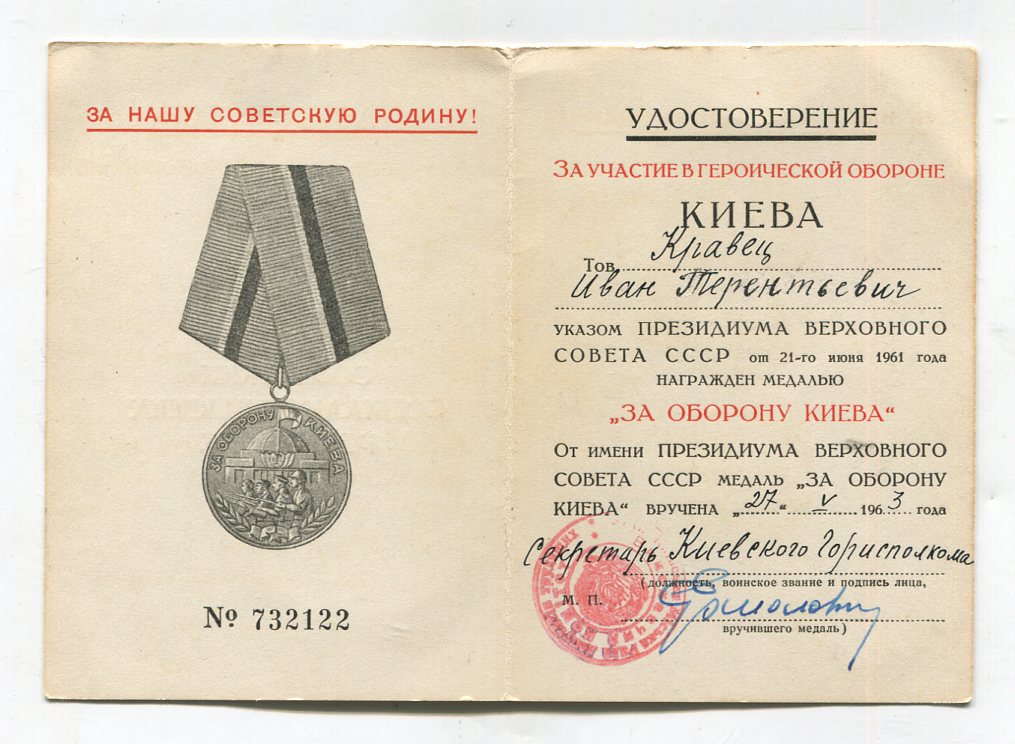 ЗА НАШУ СОВЕТСКУЮ РОДИНУ!
ЗА ОБОРОНУ КИЕВА
№ 732122
УДОСТОВЕРЕНИЕ
ЗА УЧАСТИЕ В ГЕРОИЧЕСКОЙ ОБОРОНЕ
КИЕВА
Тов. Кравец
Иван Терентьевич
УКАЗОМ ПРЕЗИДИУМА ВЕРХОВНОГО
СОВЕТА СССР от 21-го июня 1961 года
НАГРАЖДЕН МЕДАЛЬЮ
„ЗА ОБОРОНУ КИЕВА“
От имени ПРЕЗИДИУМА ВЕРХОВНОГО
СОВЕТА СССР МЕДАЛЬ „ЗА ОБОРОНУ
КИЕВА“ ВРУЧЕНА „27“ V 1963 года
Секретарь Киевского Горисполкома
(должность, воинское звание и подпись лица,
М. П.
вручившего медаль)